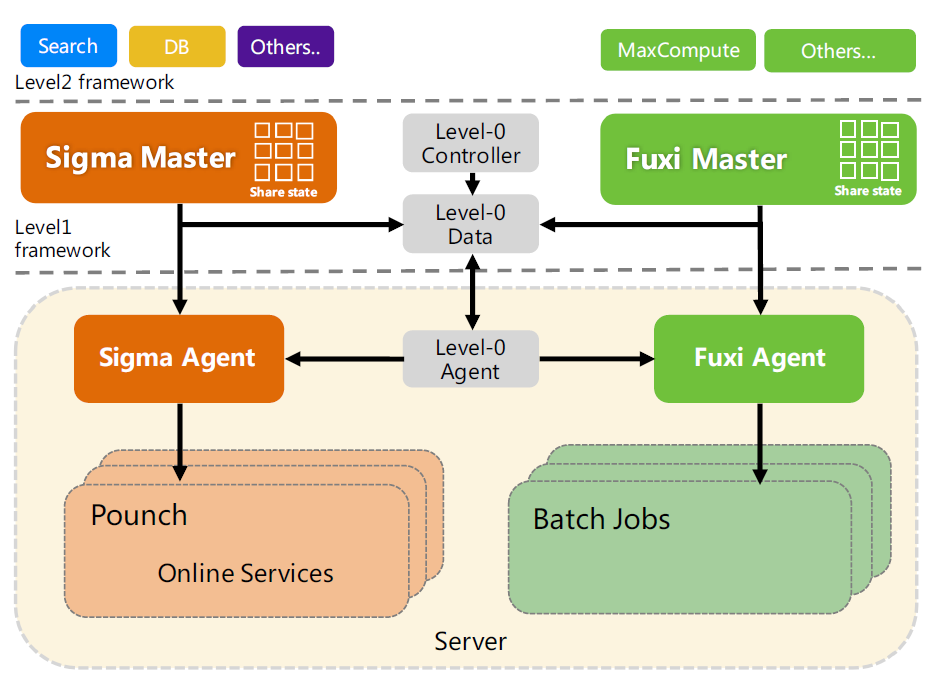 Search
DB
Others..
MaxCompute
Others...
Level2 framework
Sigma Master
Share state
Level-0
Controller
Fuxi Master
Share state
Level-0
Data
Level1
framework
Sigma Agent
Level-0
Agent
Fuxi Agent
Pounch
Online Services
Batch Jobs
Server